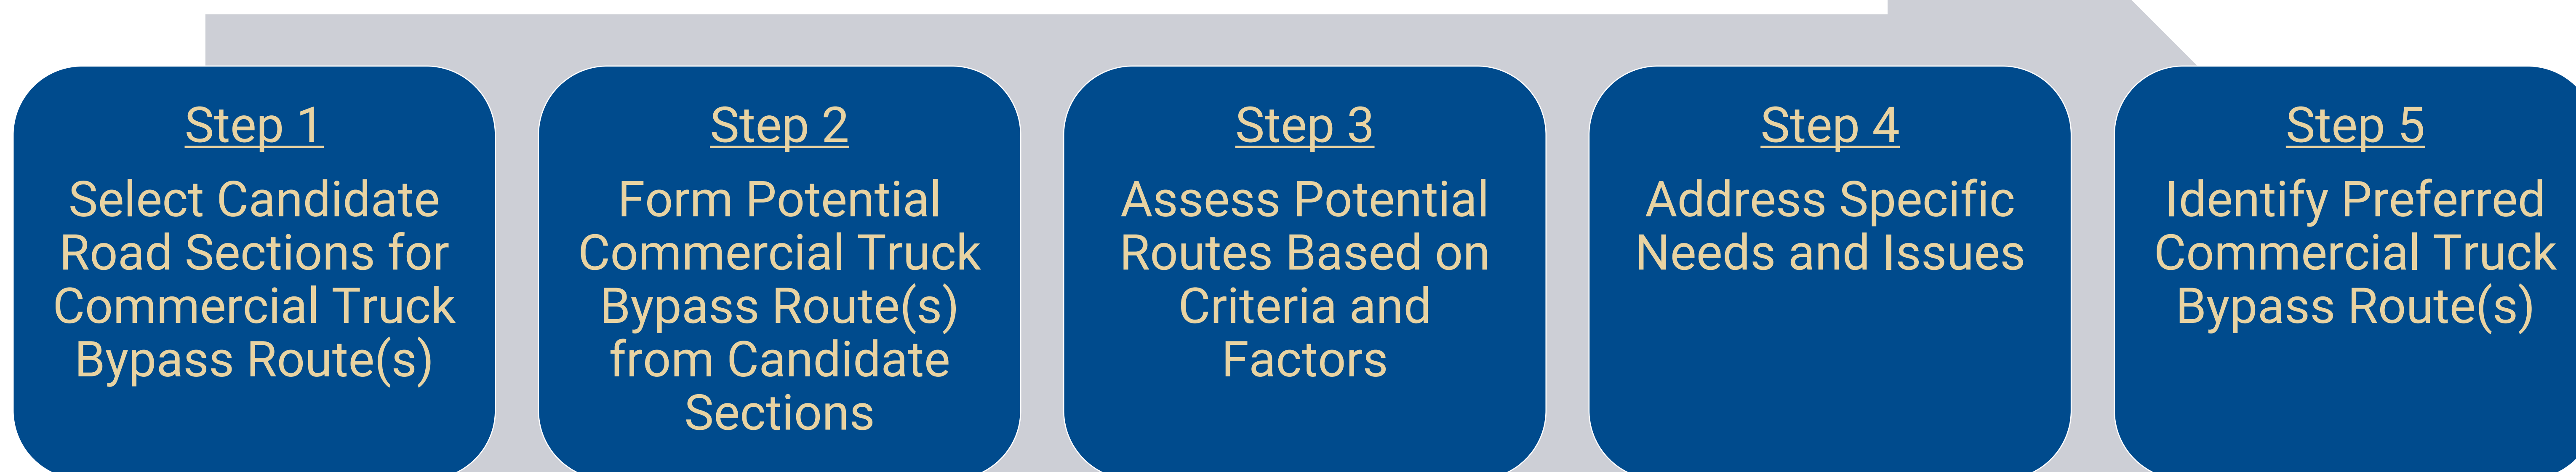 Step 1
Select Candidate
Road Sections for
Commercial Truck
Bypass Route(s)
Step 2
Form Potential
Commercial Truck
Bypass Route(s)
from Candidate
Sections
Step 3
Assess Potential
Routes Based on
Criteria and
Factors
Step 4
Address Specific
Needs and Issues
Step 5
Identify Preferred
Commercial Truck
Bypass Route(s)